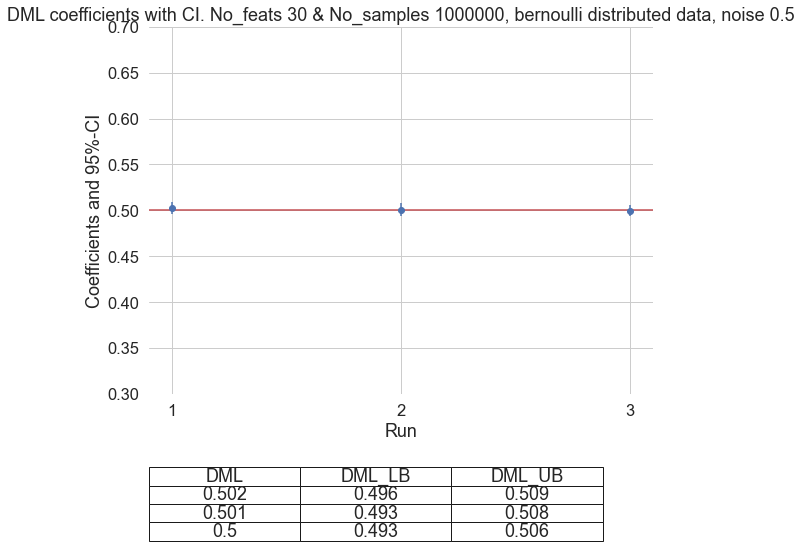 DML coefficients with CI. No_feats 30 & No_samples 1000000, bernoulli distributed data, noise 0.5
0.70
0.65
0.60
0.55
0.50
0.45
0.40
0.35
0.30
Coefficients and 95%-CI
1 2 3
Run
DML DML_LB DML_UB
0.502 0.496 0.509
0.501 0.493 0.508
0.5 0.493 0.506